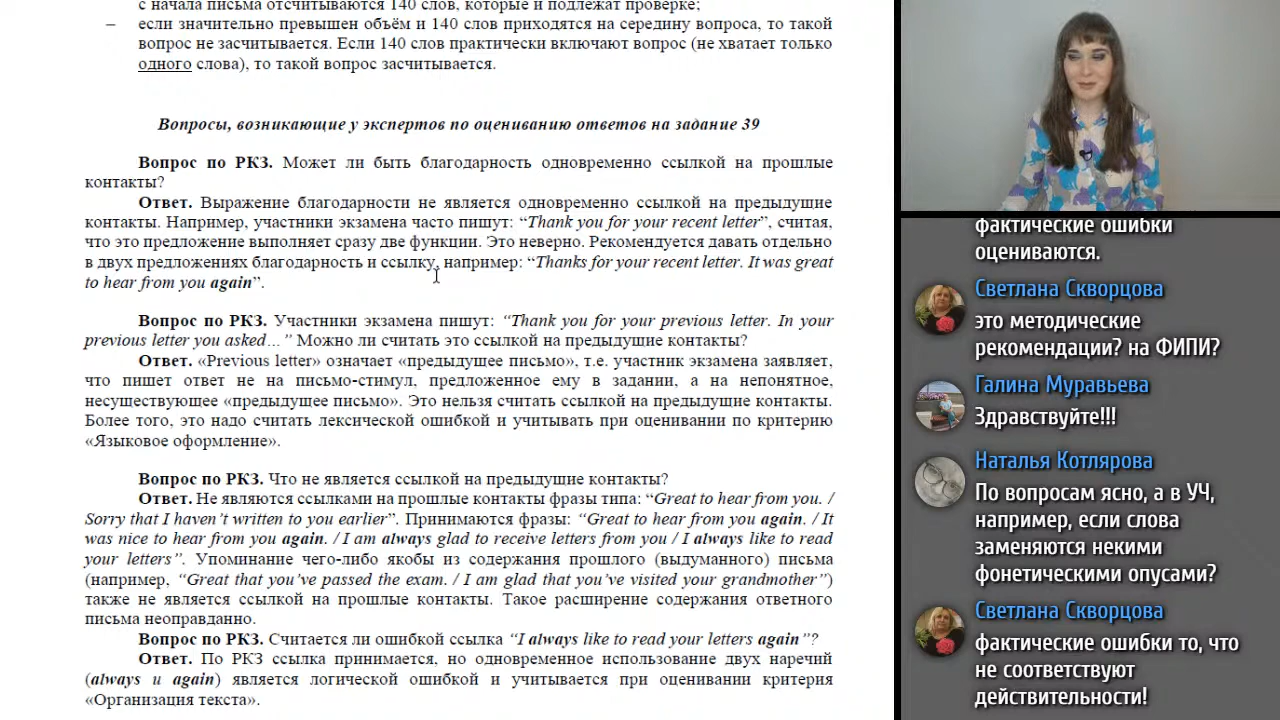 с начала письма отсчитываются 140 слов, которые и подлежат проверке;
– если значительно превышен объём и 140 слов приходятся на середину вопроса, то такой
вопрос не засчитывается. Если 140 слов практически включают вопрос (не хватает только
одного слова), то такой вопрос засчитывается.
Вопросы, возникающие у экспертов по оцениванию ответов на задание 39
Вопрос по РКЗ. Может ли быть благодарность одновременно ссылкой на прошлые
контакты?
Ответ. Выражение благодарности не является одновременно ссылкой на предыдущие
контакты. Например, участники экзамена часто пишут: “Thank you for your recent letter”, считая,
что это предложение выполняет сразу две функции. Это неверно. Рекомендуется давать отдельно
в двух предложениях благодарность и ссылку, например: “Thanks for your recent letter. It was great
to hear from you again”.
Вопрос по РКЗ. Участники экзамена пишут: “Thank you for your previous letter. In your
previous letter you asked…” Можно ли считать это ссылкой на предыдущие контакты?
Ответ. «Previous letter» означает «предыдущее письмо», т.е. участник экзамена заявляет,
что пишет ответ не на письмо-стимул, предложенное ему в задании, а на непонятное,
несуществующее «предыдущее письмо». Это нельзя считать ссылкой на предыдущие контакты.
Более того, это надо считать лексической ошибкой и учитывать при оценивании по критерию
«Языковое оформление».
Вопрос по РКЗ. Что не является ссылкой на предыдущие контакты?
Ответ. Не являются ссылками на прошлые контакты фразы типа: “Great to hear from you. /
Sorry that I haven’t written to you earlier”. Принимаются фразы: “Great to hear from you again. / It
was nice to hear from you again. / I am always glad to receive letters from you / I always like to read
your letters”. Упоминание чего-либо якобы из содержания прошлого (выдуманного) письма
(например, “Great that you’ve passed the exam. / I am glad that you’ve visited your grandmother”)
также не является ссылкой на прошлые контакты. Такое расширение содержания ответного
письма неоправданно.
Вопрос по РКЗ. Считается ли ошибкой ссылка “I always like to read your letters again”?
Ответ. По РКЗ ссылка принимается, но одновременное использование двух наречий
(always и again) является логической ошибкой и учитывается при оценивании критерия
«Организация текста».
фактические ошибки
оцениваются.
Светлана Скворцова
это методические
рекомендации? на ФИПИ?
Галина Муравьева
Здравствуйте!!!
Наталья Котлярова
По вопросам ясно, а в УЧ,
например, если слова
заменяются некими
фонетическими опусами?
Светлана Скворцова
фактические ошибки то, что
не соответствуют
действительности!